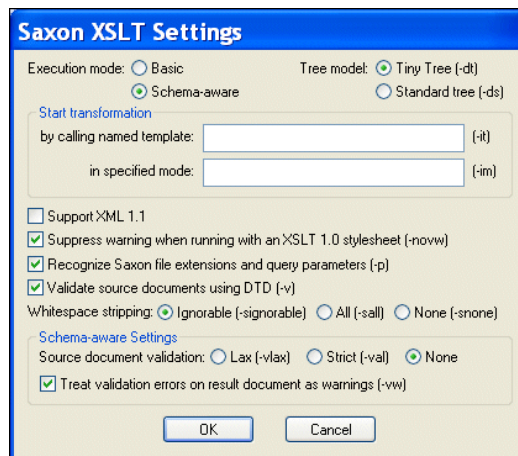 Saxon XSLT Settings
Execution mode: Basic Tree model: Tiny Tree (-dt)
Schema-aware Standard tree (-ds)
Start transformation
by calling named template: (-it)
in specified mode: (-im)
Support XML 1.1
Suppress warning when running with an XSLT 1.0 stylesheet (-novw)
Recognize Saxon file extensions and query parameters (-p)
Validate source documents using DTD (-v)
Whitespace stripping: Ignorable (-signorable) All (-sall) None (-snone)
Schema-aware Settings
Source document validation: Lax (-vlax) Strict (-val) None
Treat validation errors on result document as warnings (-vw)
OK Cancel